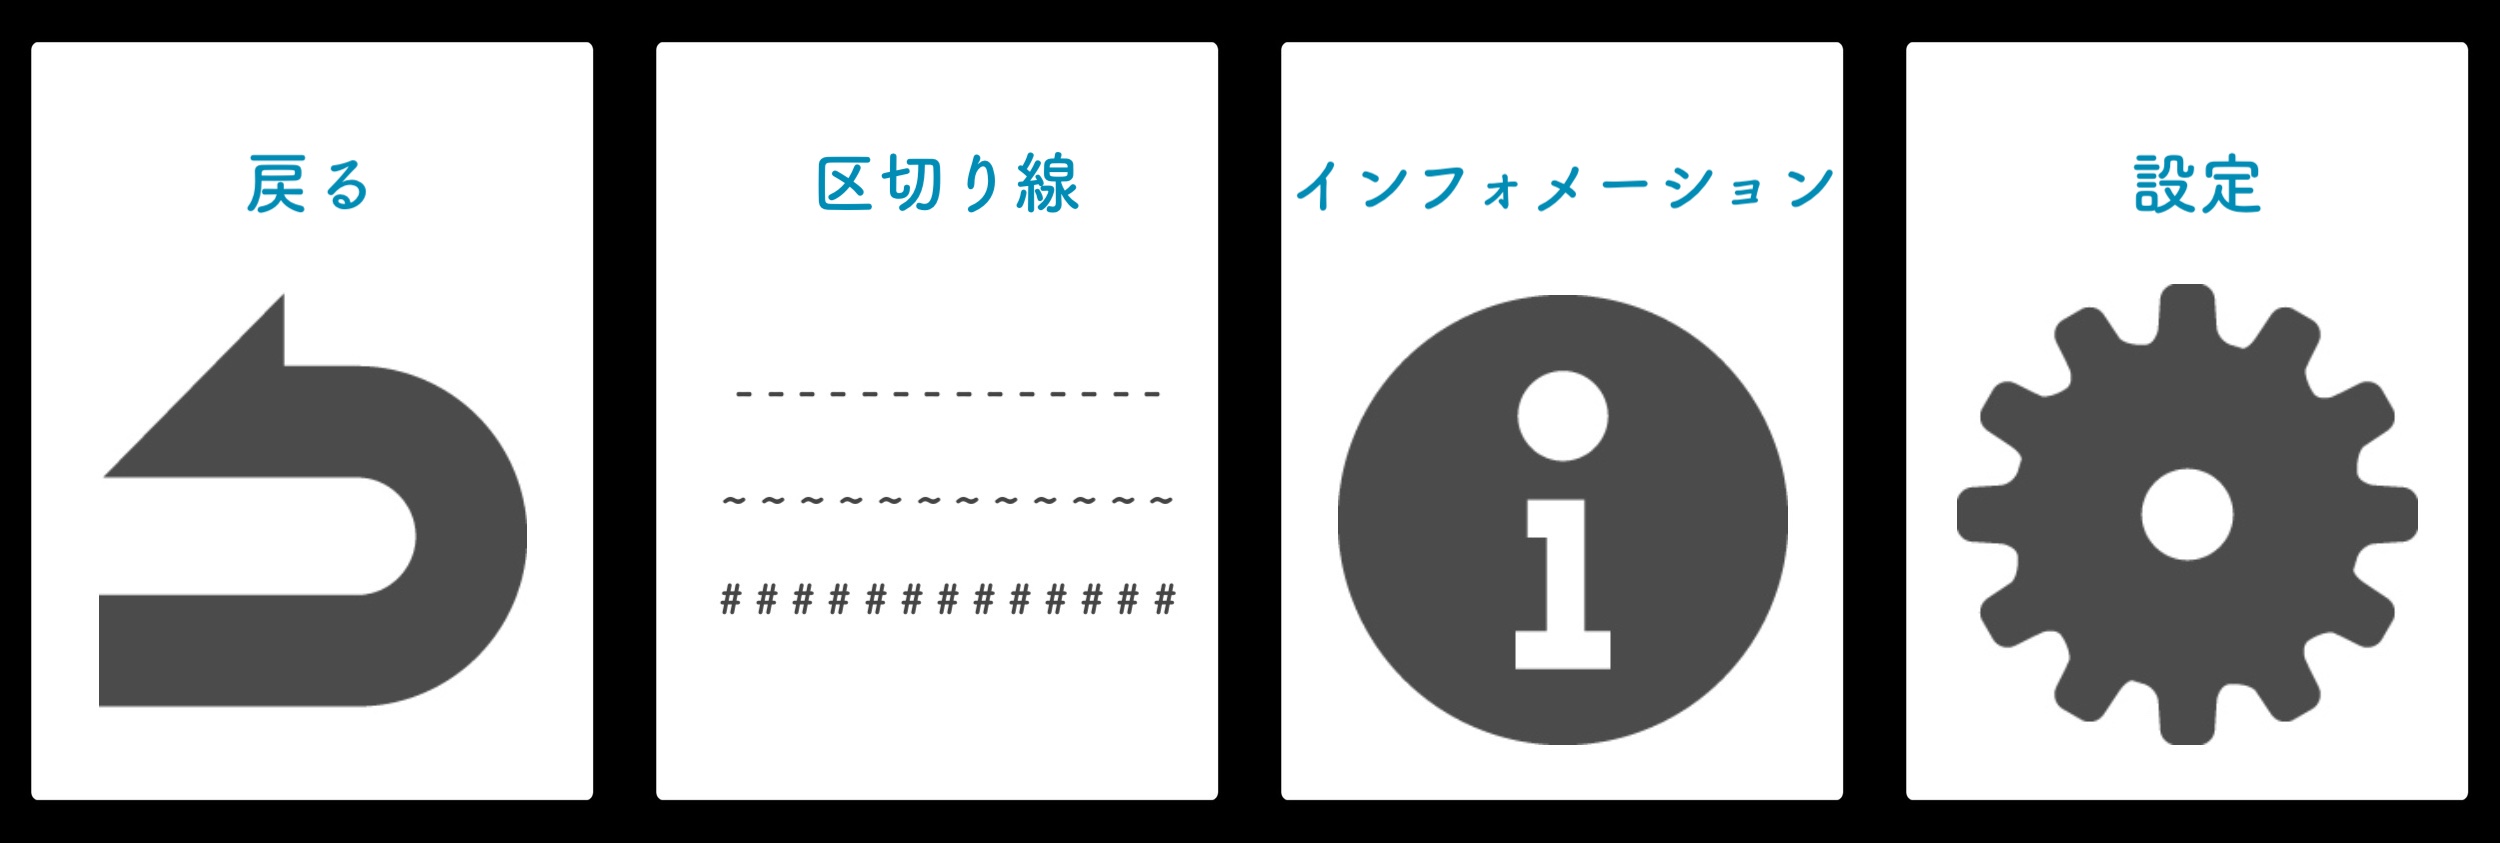 戻る
区切り線
- - - - - - - - - - - - - -
~ ~ ~ ~ ~ ~ ~ ~ ~ ~ ~ ~
# # # # # # # # # # # # #
インフォメーション
i
設定